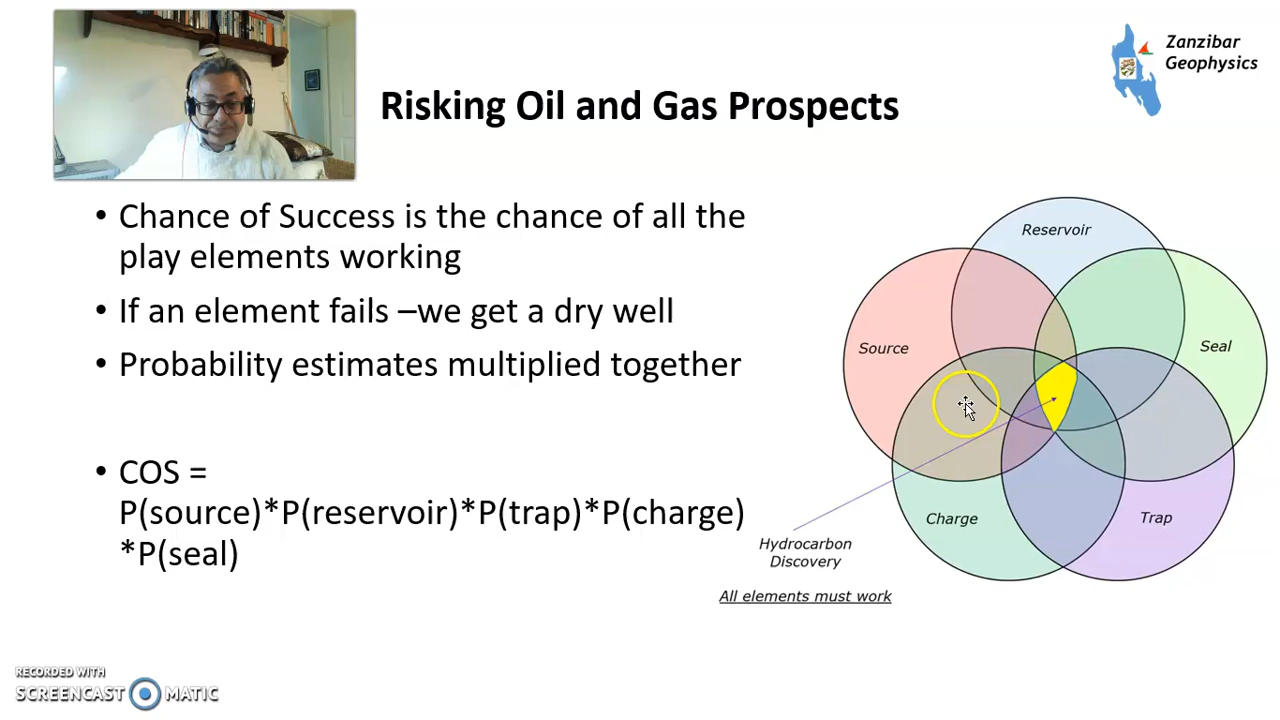 Zanzibar
Geophysics
Risking Oil and Gas Prospects
• Chance of Success is the chance of all the
play elements working
• If an element fails –we get a dry well
• Probability estimates multiplied together
• COS =
P(source)*P(reservoir)*P(trap)*P(charge)
*P(seal)
Reservoir
Source
Seal
Charge
Trap
Hydrocarbon
Discovery
All elements must work
RECORDED WITH
SCREENCAST MATIC